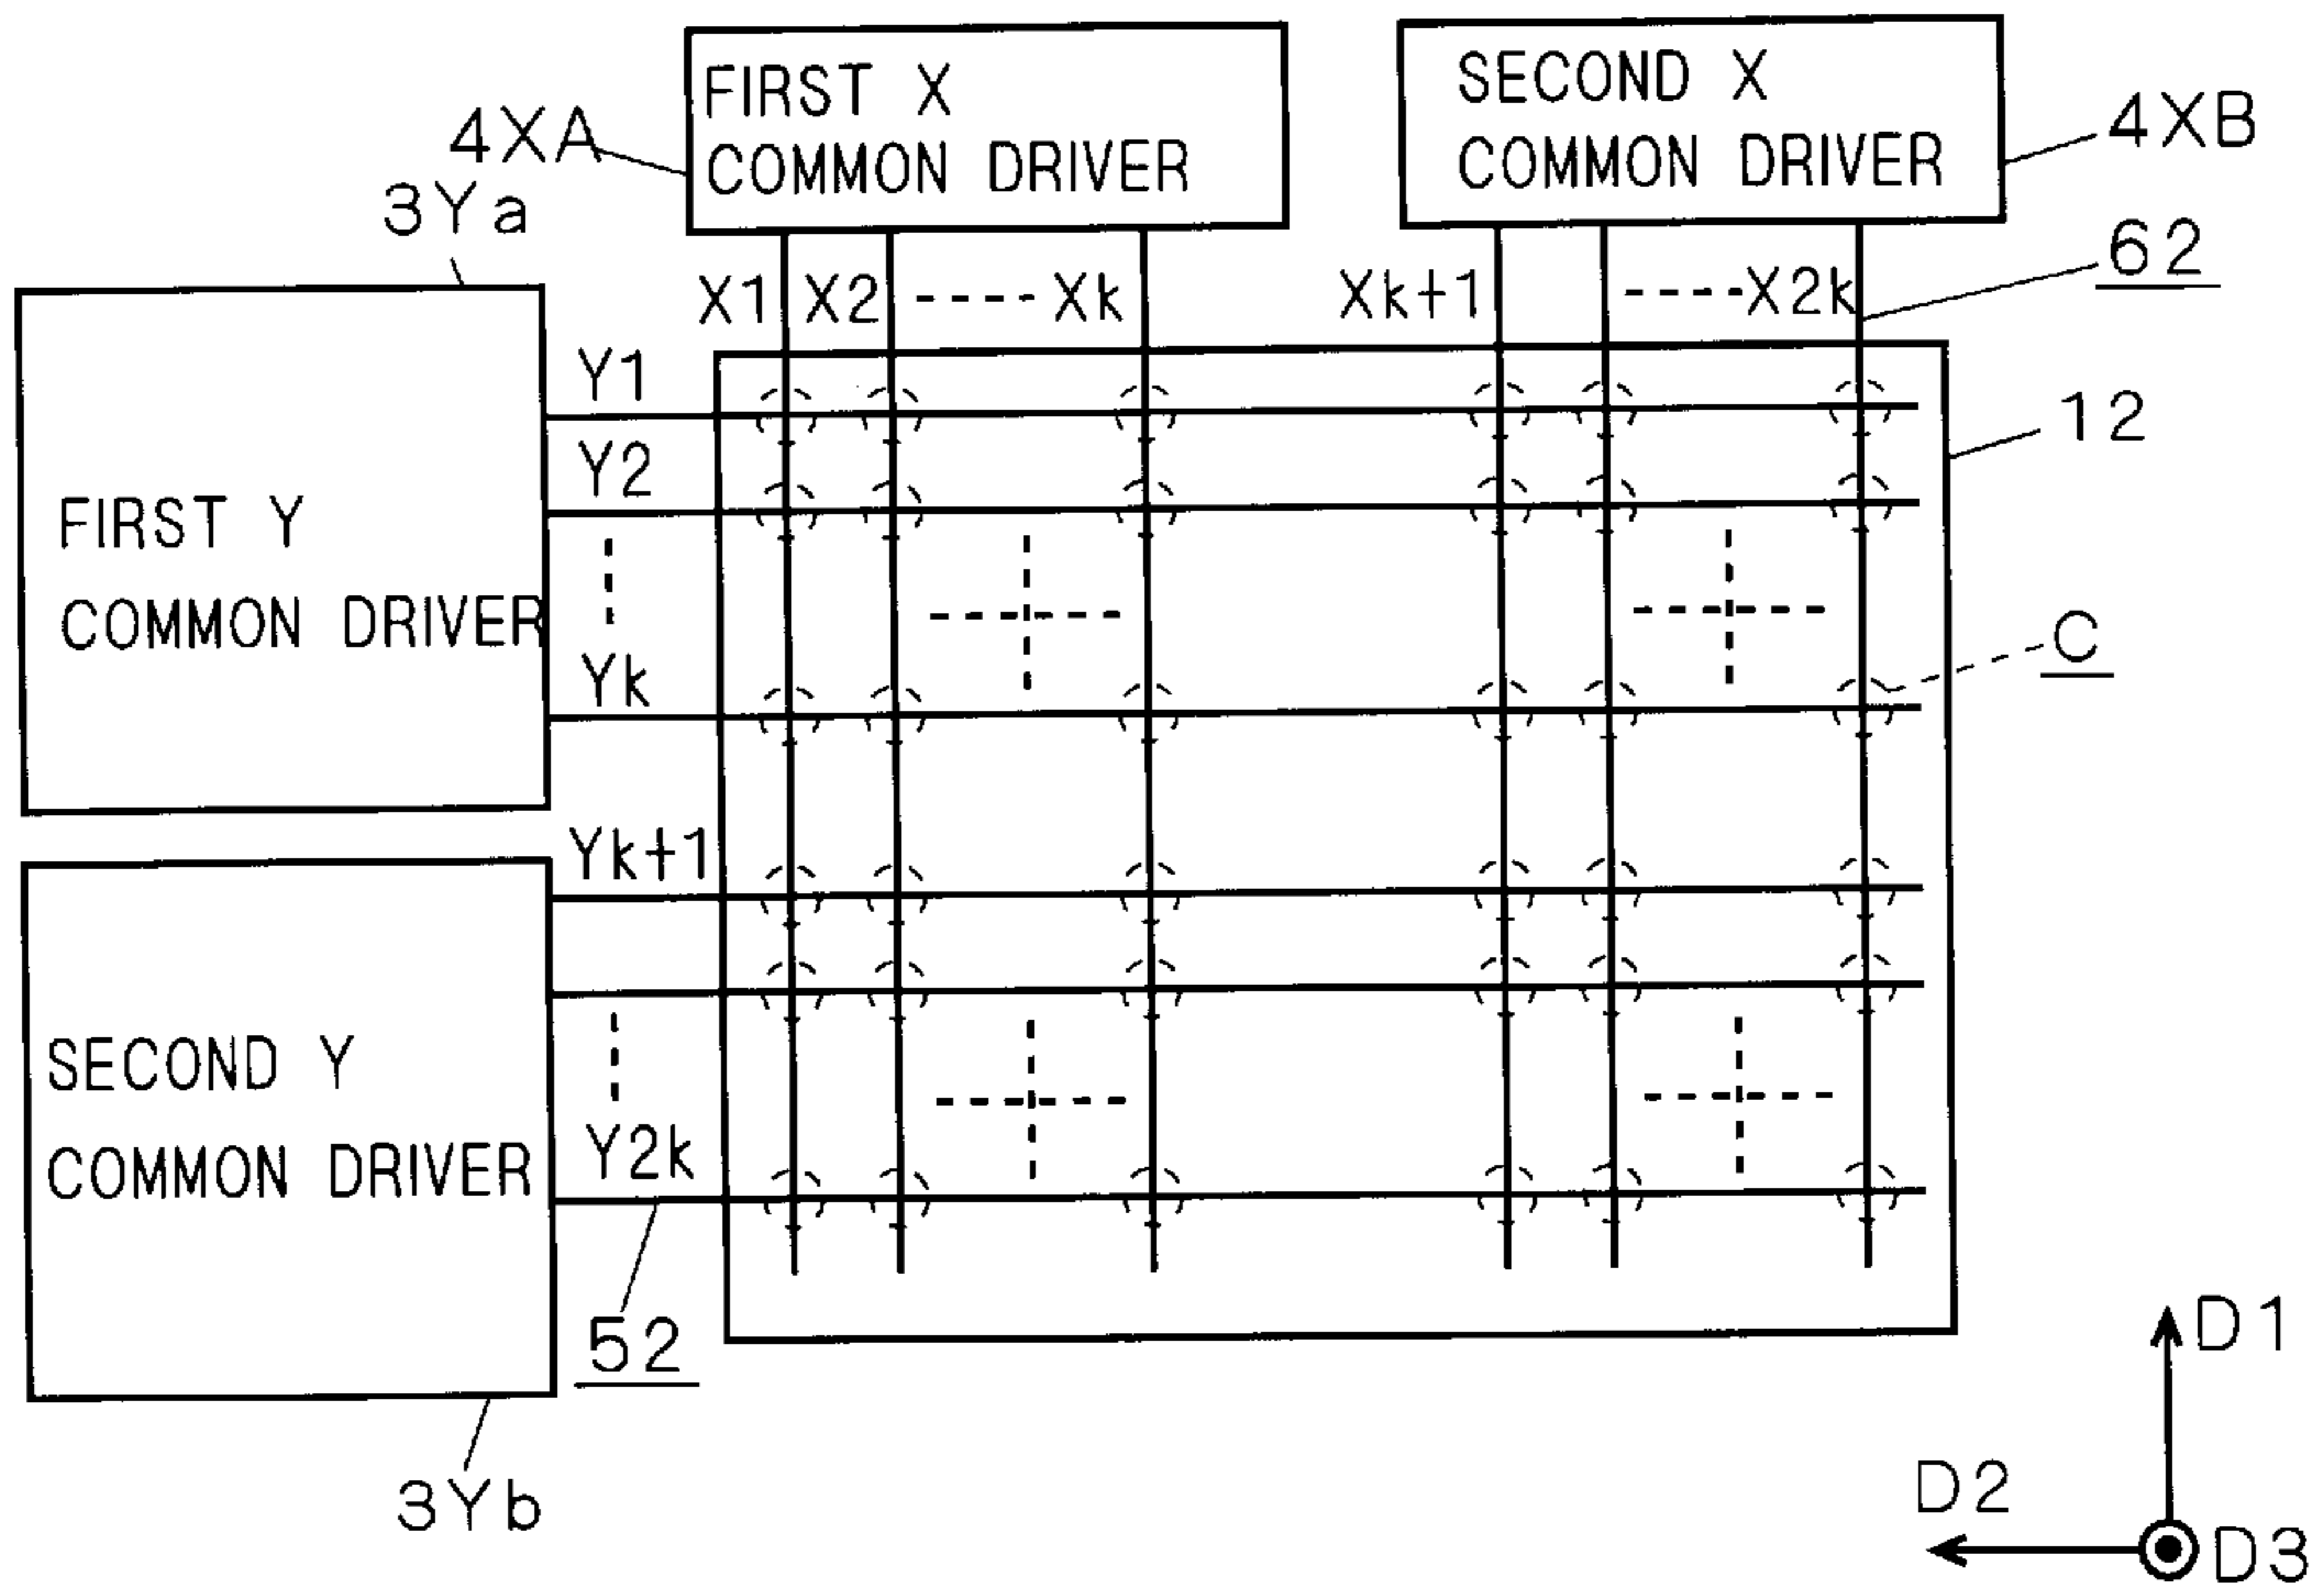 FIRST X
COMMON DRIVER
SECOND X
COMMON DRIVER
4XA
4XB
3Ya
62
X1 X2 ----Xk
Xk+1 ----X2k
Y1
12
Y2
FIRST Y
COMMON DRIVER
C
Yk
Yk+1
SECOND Y
COMMON DRIVER
Y2k
52
3Yb
D1
D2
D3